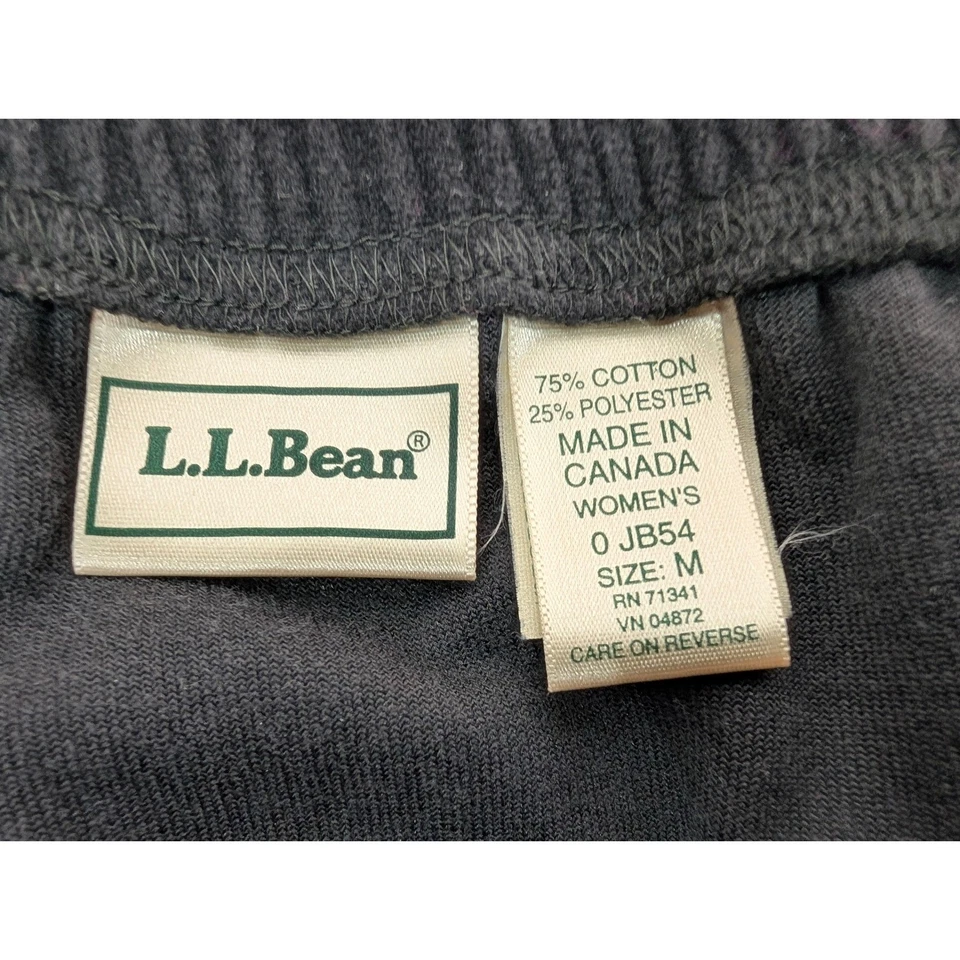 L.L.Bean®
75% COTTON
25% POLYESTER
MADE IN
CANADA
WOMEN'S
0 JB54
SIZE: M
RN 71341
VN 04872
CARE ON REVERSE